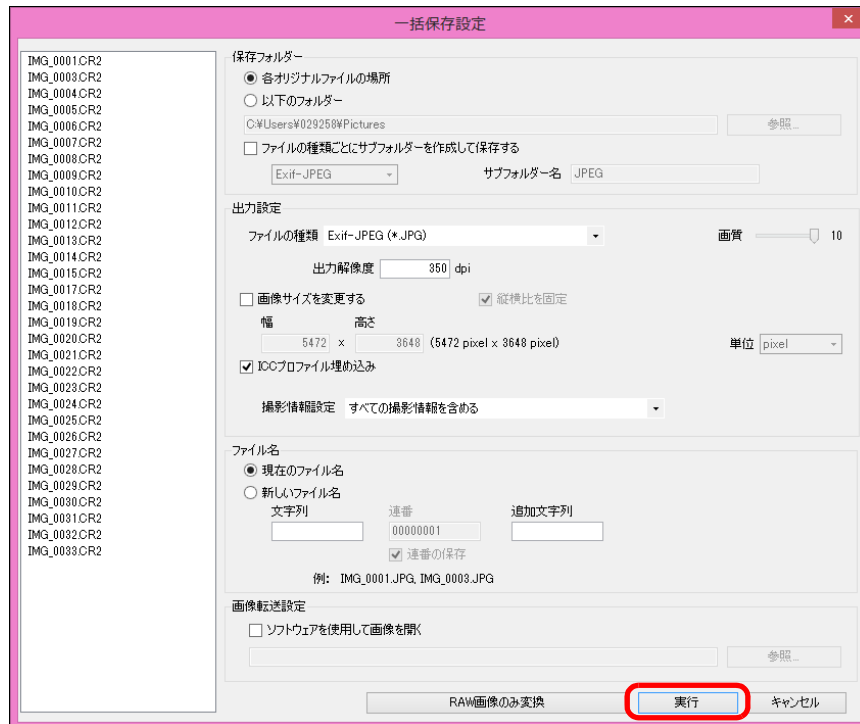 一括保存設定
IMG_0001.CR2
IMG_0003.CR2
IMG_0004.CR2
IMG_0005.CR2
IMG_0006.CR2
IMG_0007.CR2
IMG_0008.CR2
IMG_0009.CR2
IMG_0010.CR2
IMG_0011.CR2
IMG_0012.CR2
IMG_0013.CR2
IMG_0014.CR2
IMG_0015.CR2
IMG_0017.CR2
IMG_0018.CR2
IMG_0019.CR2
IMG_0020.CR2
IMG_0021.CR2
IMG_0022.CR2
IMG_0023.CR2
IMG_0024.CR2
IMG_0025.CR2
IMG_0026.CR2
IMG_0027.CR2
IMG_0028.CR2
IMG_0029.CR2
IMG_0030.CR2
IMG_0031.CR2
IMG_0032.CR2
IMG_0033.CR2
保存フォルダー
各オリジナルファイルの場所
以下のフォルダー
C:¥Users¥029258¥Pictures 参照...
ファイルの種類ごとにサブフォルダーを作成して保存する
Exif-JPEG サブフォルダー名 JPEG
出力設定
ファイルの種類 Exif-JPEG (*.JPG) 画質 10
出力解像度 350 dpi
画像サイズを変更する 縦横比を固定
幅 高さ
5472 x 3648 (5472 pixel x 3648 pixel) 単位 pixel
ICCプロファイル埋め込み
撮影情報設定 すべての撮影情報を含める
ファイル名
現在のファイル名
新しいファイル名
文字列 連番 追加文字列
00000001
連番の保存
例: IMG_0001.JPG, IMG_0003.JPG
画像転送設定
ソフトウェアを使用して画像を開く
参照...
RAW画像のみ変換 実行 キャンセル